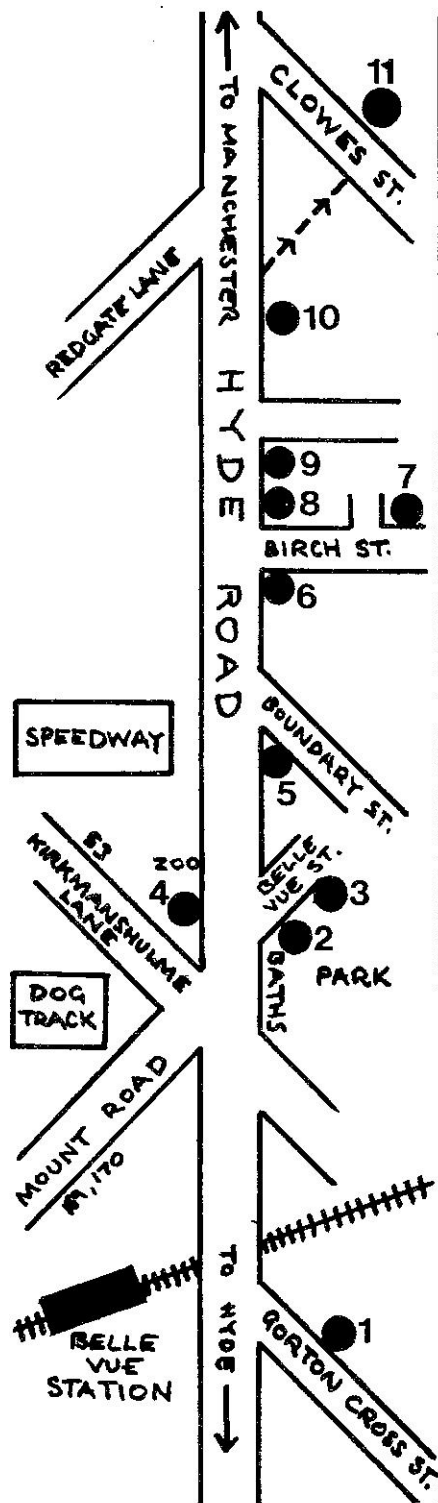 11
CLOWES ST.
TO MANCHESTER
REDGATE LANE
10
HYDE ROAD
9
8
7
BIRCH ST.
6
SPEEDWAY
BOUNDARY ST.
5
53
KIRKMANSHULME
LANE
ZOO
4
BELLE
VUE ST.
3
2
BATHS
PARK
DOG
TRACK
MOUNT ROAD
170
TO HYDE
BELLE
VUE
STATION
1
GORTON CROSS ST.